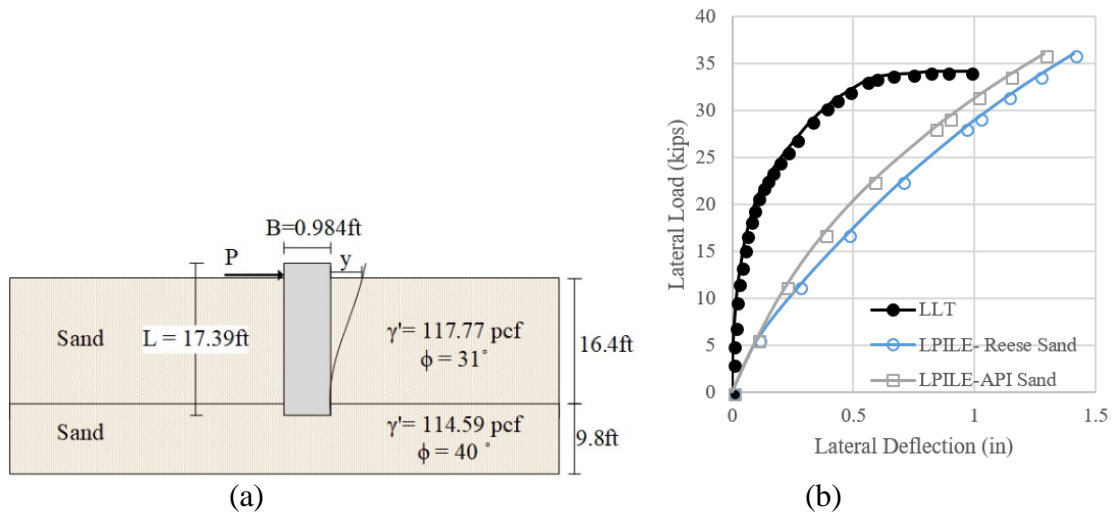 B=0.984ft
P
y
Sand
L = 17.39ft
γ'= 117.77 pcf
ϕ = 31°
16.4ft
Sand
γ'= 114.59 pcf
ϕ = 40 °
9.8ft
(a)
Lateral Load (kips)
40
35
30
25
20
15
10
5
0
LLT
LPILE- Reese Sand
LPILE-API Sand
0
0.5
1
1.5
Lateral Deflection (in)
(b)